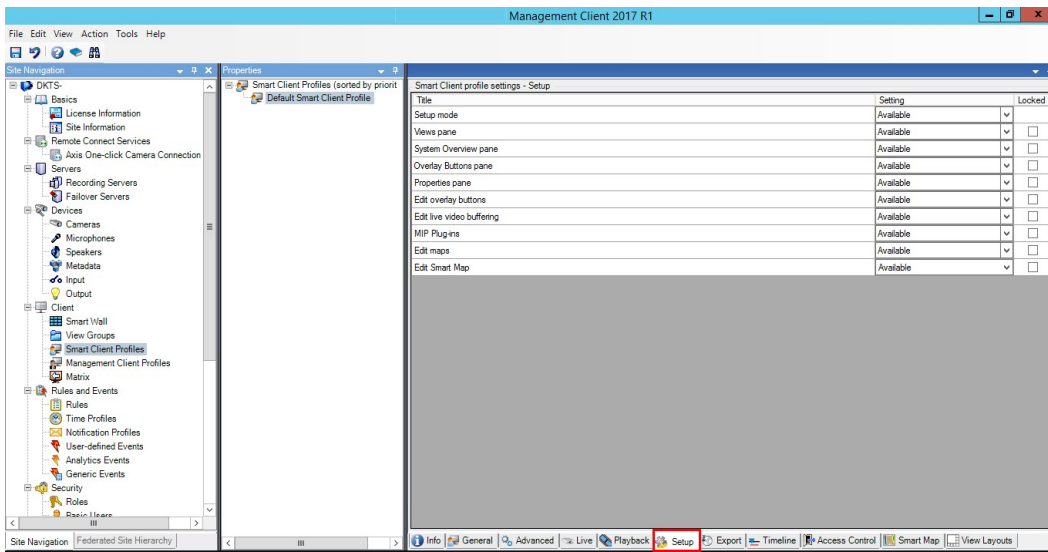 Management Client 2017 R1
File Edit View Action Tools Help
Site Navigation
DKTS-
Basics
License Information
Site Information
Remote Connect Services
Axis One-click Camera Connection
Servers
Recording Servers
Failover Servers
Devices
Cameras
Microphones
Speakers
Metadata
Input
Output
Client
Smart Wall
View Groups
Smart Client Profiles
Management Client Profiles
Matrix
Rules and Events
Rules
Time Profiles
Notification Profiles
User-defined Events
Analytics Events
Generic Events
Security
Roles
Basic Users
Site Navigation Federated Site Hierarchy
Properties
Smart Client Profiles (sorted by priorit
Default Smart Client Profile
Smart Client profile settings - Setup
Title Setting Locked
Setup mode Available
Views pane Available
System Overview pane Available
Overlay Buttons pane Available
Properties pane Available
Edit overlay buttons Available
Edit live video buffering Available
MIP Plug-ins Available
Edit maps Available
Edit Smart Map Available
Info General Advanced Live Playback Setup Export Timeline Access Control Smart Map View Layouts